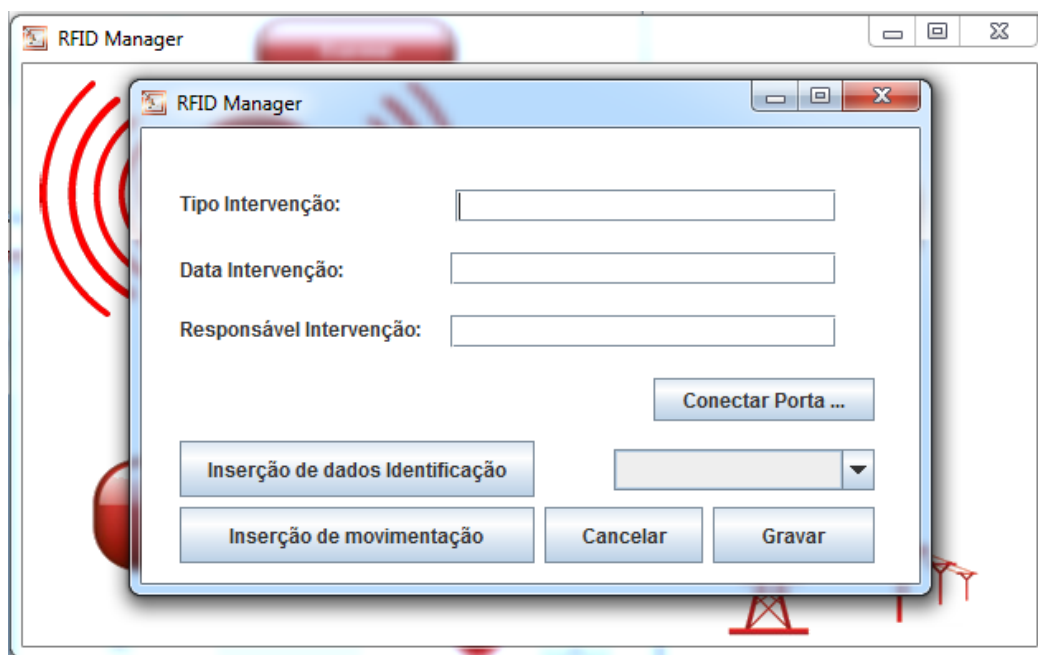 RFID Manager
RFID Manager
Tipo Intervenção:
Data Intervenção:
Responsável Intervenção:
Conectar Porta ...
Inserção de dados Identificação
Inserção de movimentação
Cancelar
Gravar